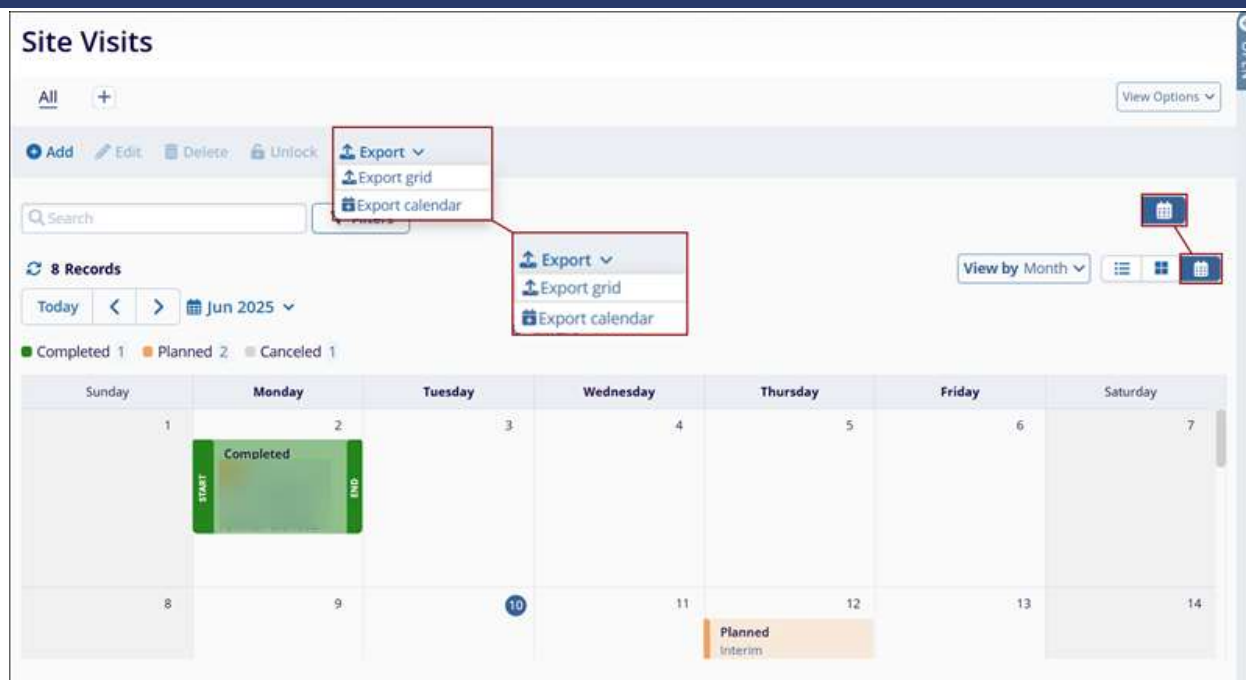 Site Visits
All +
View Options
Add Edit Delete Unlock Export
Export grid
Export calendar
Search
Filters
Export
Export grid
Export calendar
8 Records
View by Month
Today < > Jun 2025
Completed 1 Planned 2 Canceled 1
Sunday Monday Tuesday Wednesday Thursday Friday Saturday
1 2 3 4 5 6 7
Completed
START
END
8 9 10 11 12 13 14
Planned
Interim